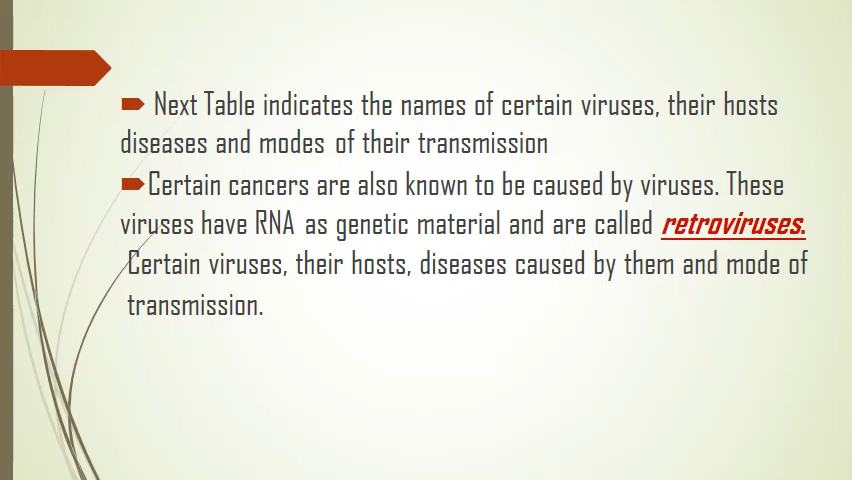 Next Table indicates the names of certain viruses, their hosts
diseases and modes of their transmission
Certain cancers are also known to be caused by viruses. These
viruses have RNA as genetic material and are called retroviruses.
Certain viruses, their hosts, diseases caused by them and mode of
transmission.